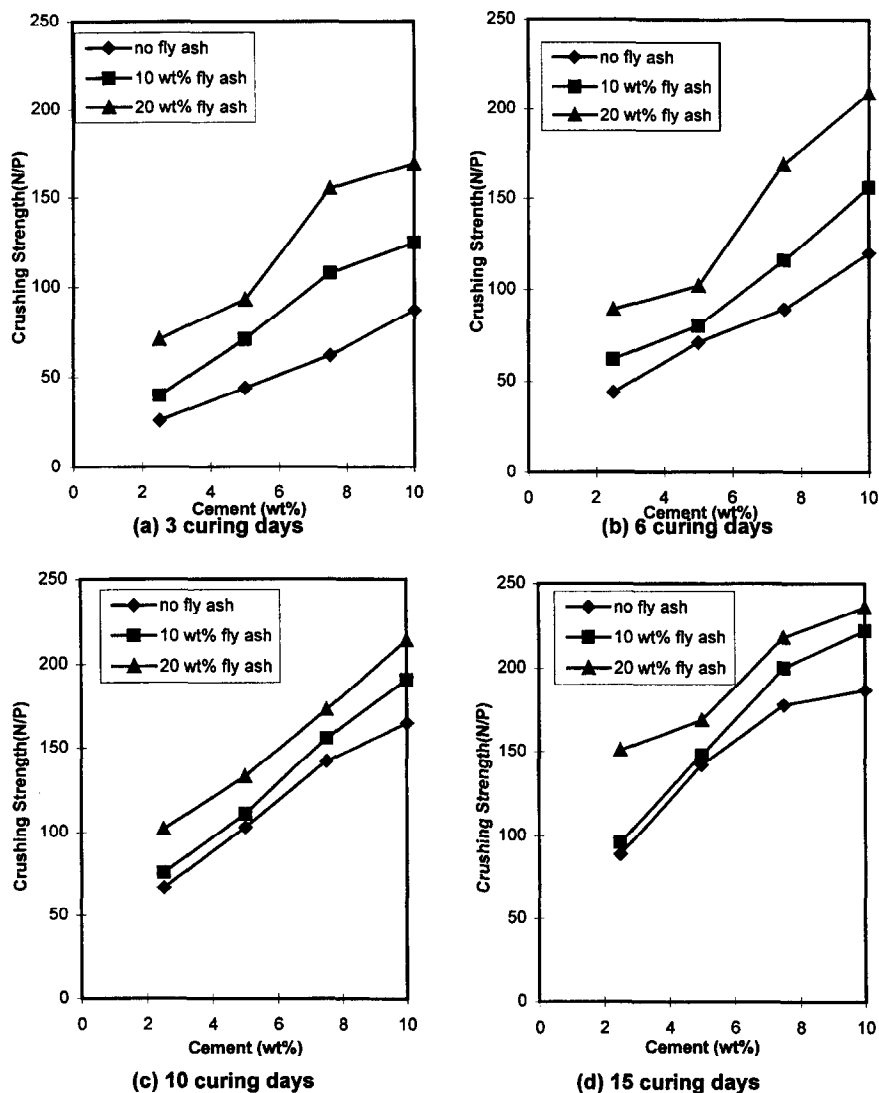 250
200
150
100
50
0
Crushing Strength(N/P)
no fly ash
10 wt% fly ash
20 wt% fly ash
0 2 4 6 8 10
Cement (wt%)
(a) 3 curing days
250
200
150
100
50
0
Crushing Strenth(N/P)
no fly ash
10 wt% fly ash
20 wt% fly ash
0 2 4 6 8 10
Cement (wt%)
(b) 6 curing days
250
200
150
100
50
0
Crushing Strength(N/P)
no fly ash
10 wt% fly ash
20 wt% fly ash
0 2 4 6 8 10
Cement (wt%)
(c) 10 curing days
250
200
150
100
50
0
Crushing Strength(N/P)
no fly ash
10 wt% fly ash
20 wt% fly ash
0 2 4 6 8 10
Cement (wt%)
(d) 15 curing days